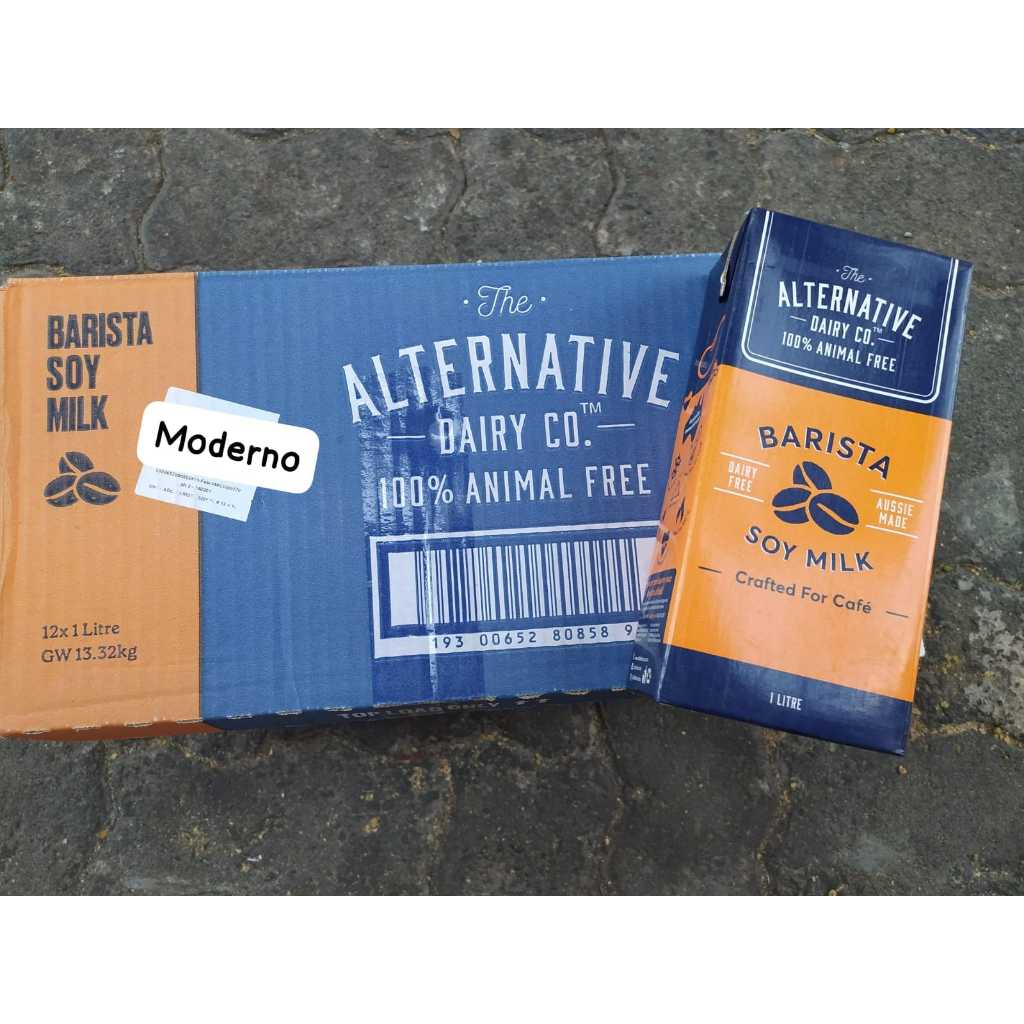 BARISTA
SOY
MILK
Moderno
12x1 Litre
GW 13.32kg
The
ALTERNATIVE
DAIRY CO.™
100% ANIMAL FREE
193 00652 80858 9
The
ALTERNATIVE
DAIRY CO.™
100% ANIMAL FREE
BARISTA
DAIRY
FREE
AUSSIE
MADE
SOY MILK
Crafted For Café
1 LITRE